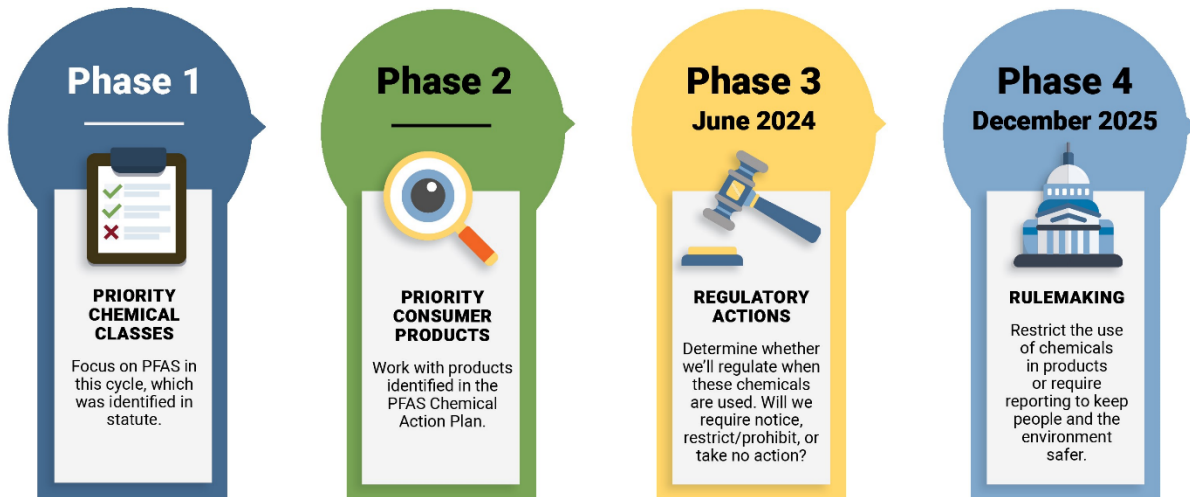 Phase 1
PRIORITY
CHEMICAL
CLASSES
Focus on PFAS in
this cycle, which
was identified in
statute.
Phase 2
PRIORITY
CONSUMER
PRODUCTS
Work with products
identified in the
PFAS Chemical
Action Plan.
Phase 3
June 2024
REGULATORY
ACTIONS
Determine whether
we'll regulate when
these chemicals
are used. Will we
require notice,
restrict/prohibit, or
take no action?
Phase 4
December 2025
RULEMAKING
Restrict the use
of chemicals
in products
or require
reporting to keep
people and the
environment
safer.